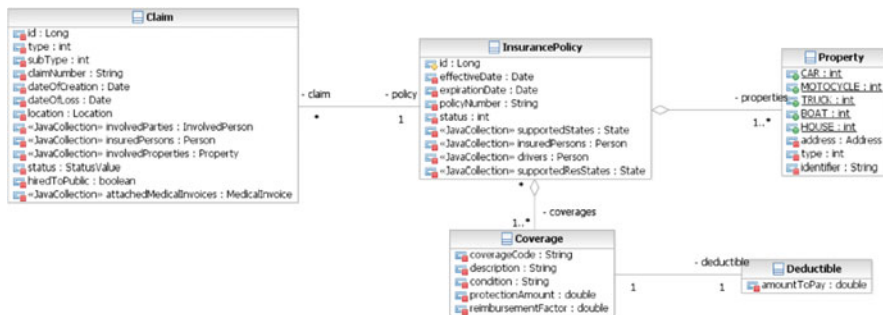 Claim
id : Long
type : int
subType : int
claimNumber : String
dateOfCreation : Date
dateOfLoss : Date
location : Location
«JavaCollection» involvedParties : InvolvedPerson
«JavaCollection» insuredPersons : Person
«JavaCollection» involvedProperties : Property
status : StatusValue
hiredToPublic : boolean
«JavaCollection» attachedMedicalInvoices : MedicalInvoice
- claim
*
- policy
1
InsurancePolicy
id : Long
effectiveDate : Date
expirationDate : Date
policyNumber : String
status : int
«JavaCollection» supportedStates : State
«JavaCollection» insuredPersons : Person
«JavaCollection» drivers : Person
«JavaCollection» supportedResStates : State
- properties
1..*
Property
CAR : int
MOTOCYCLE : int
TRUCK : int
BOAT : int
HOUSE : int
address : Address
type : int
identifier : String
*
- coverages
1..*
Coverage
coverageCode : String
description : String
condition : String
protectionAmount : double
reimbursementFactor : double
- deductible
1
1
Deductible
amountToPay : double